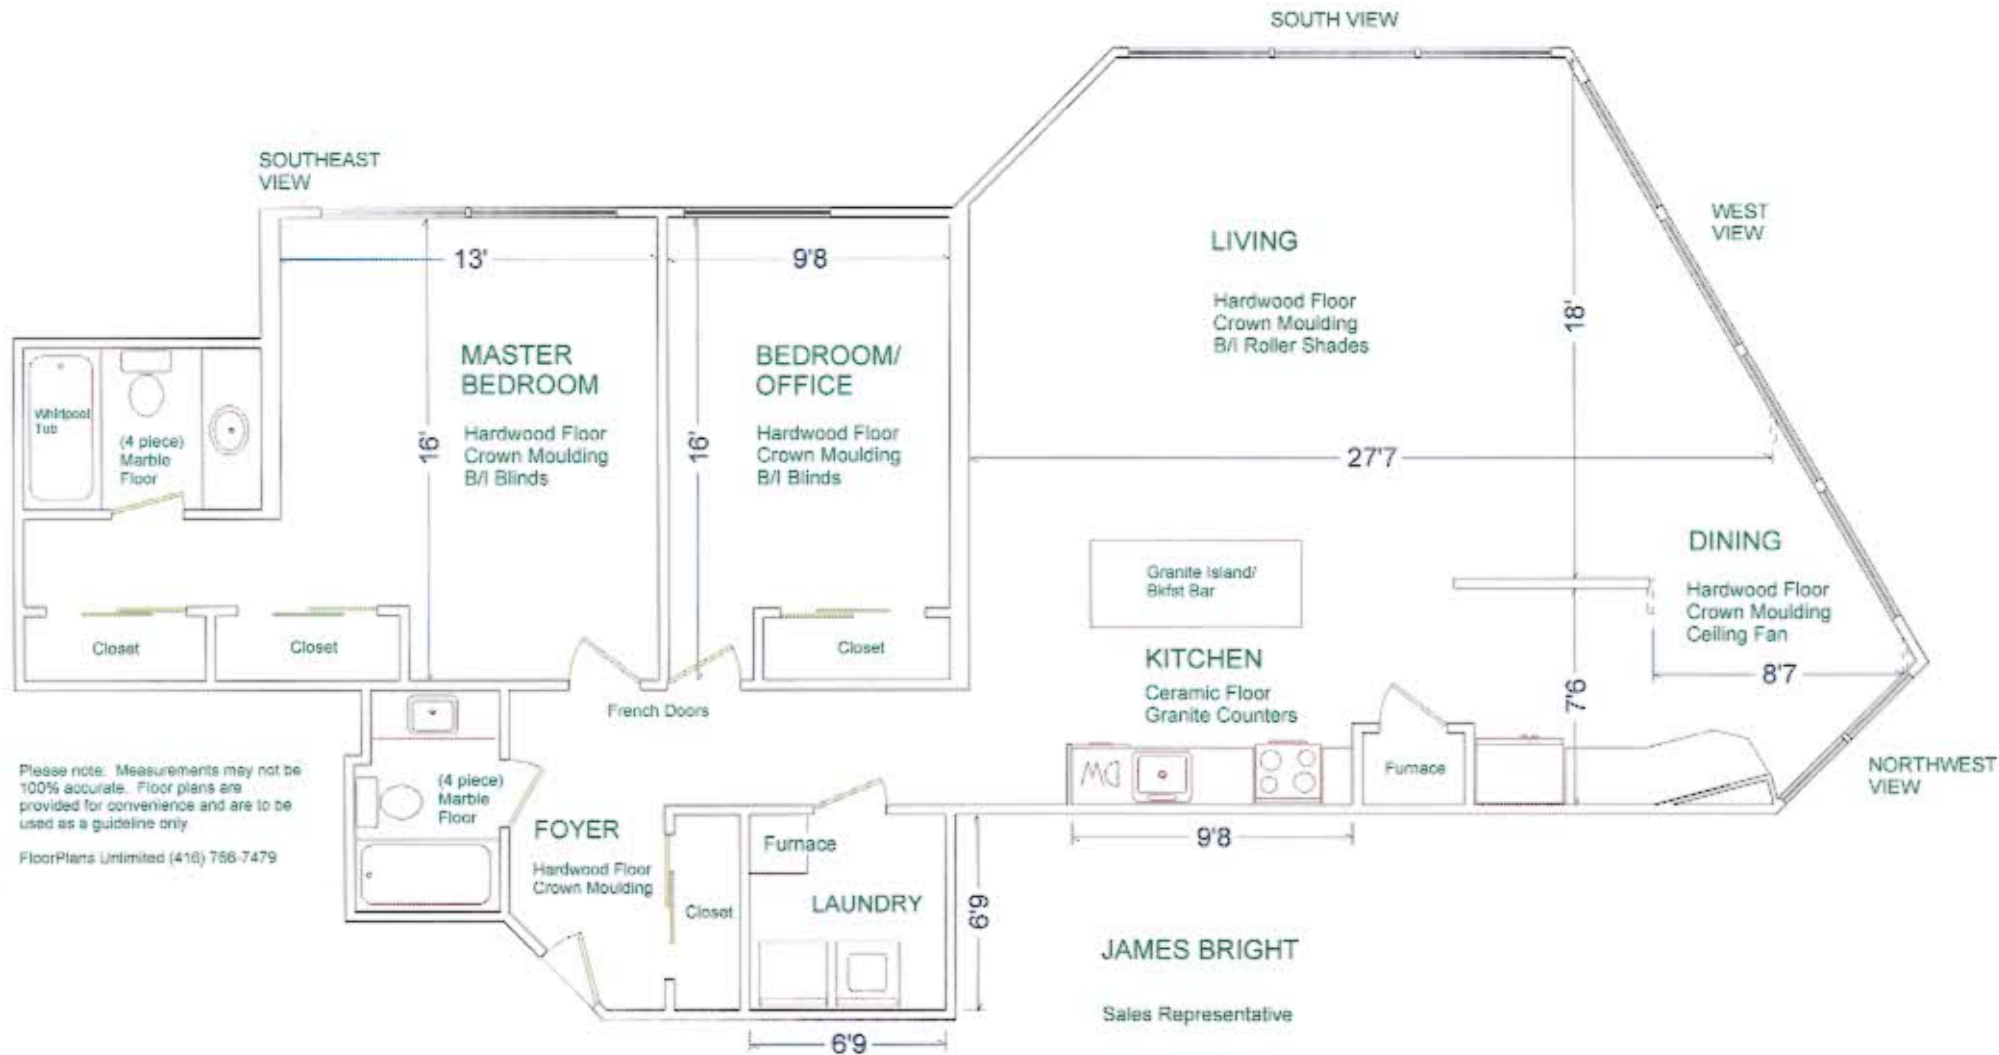 SOUTH VIEW
SOUTHEAST
VIEW
WEST
VIEW
13'
9'8
LIVING
Hardwood Floor
Crown Moulding
B/I Roller Shades
18'
MASTER
BEDROOM
Hardwood Floor
Crown Moulding
B/I Blinds
16'
BEDROOM/
OFFICE
Hardwood Floor
Crown Moulding
B/I Blinds
16'
Whirlpool
Tub
(4 piece)
Marble
Floor
27'7
DINING
Hardwood Floor
Crown Moulding
Ceiling Fan
8'7
Granite Island/
Bkfst Bar
KITCHEN
Ceramic Floor
Granite Counters
7'6
Closet
Closet
Closet
French Doors
DW
Furnace
NORTHWEST
VIEW
Please note: Measurements may not be
100% accurate. Floor plans are
provided for convenience and are to be
used as a guideline only
FloorPlans Unlimited (416) 766-7479
(4 piece)
Marble
Floor
FOYER
Hardwood Floor
Crown Moulding
Closet
Furnace
LAUNDRY
9'8
6'9
6'9
JAMES BRIGHT
Sales Representative